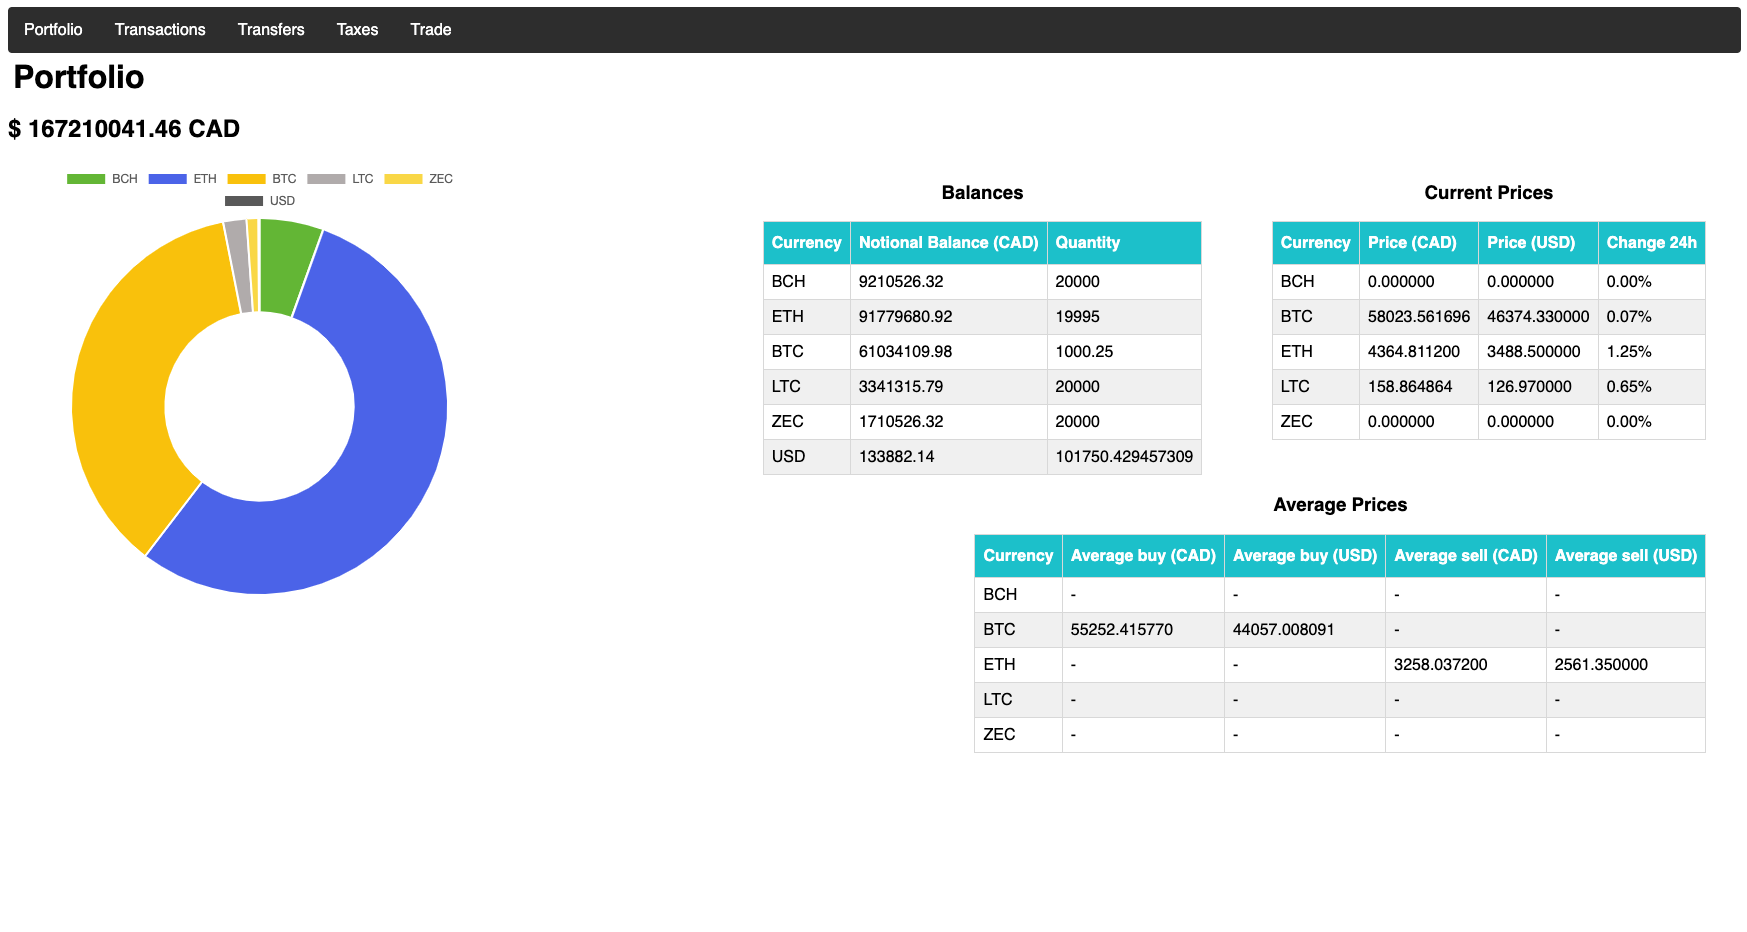 Portfolio Transactions Transfers Taxes Trade
Portfolio
$ 167210041.46 CAD
BCH ETH BTC LTC ZEC
USD
Balances
Currency Notional Balance (CAD) Quantity
BCH 9210526.32 20000
ETH 91779680.92 19995
BTC 61034109.98 1000.25
LTC 3341315.79 20000
ZEC 1710526.32 20000
USD 133882.14 101750.429457309
Current Prices
Currency Price (CAD) Price (USD) Change 24h
BCH 0.000000 0.000000 0.00%
BTC 58023.561696 46374.330000 0.07%
ETH 4364.811200 3488.500000 1.25%
LTC 158.864864 126.970000 0.65%
ZEC 0.000000 0.000000 0.00%
Average Prices
Currency Average buy (CAD) Average buy (USD) Average sell (CAD) Average sell (USD)
BCH - - - -
BTC 55252.415770 44057.008091 - -
ETH - - 3258.037200 2561.350000
LTC - - - -
ZEC - - - -